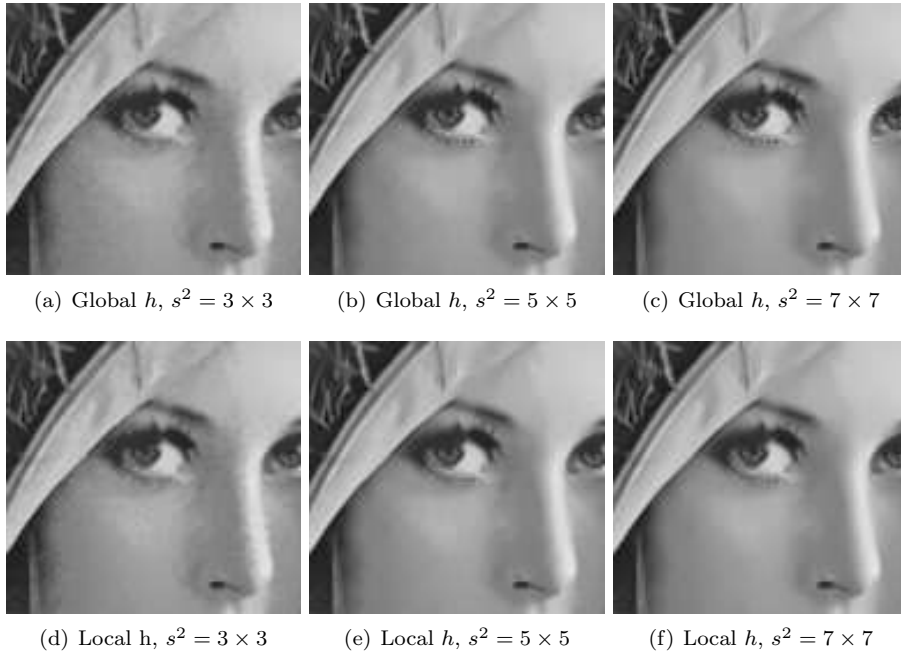 (a) Global h, s² = 3 × 3
(b) Global h, s² = 5 × 5
(c) Global h, s² = 7 × 7
(d) Local h, s² = 3 × 3
(e) Local h, s² = 5 × 5
(f) Local h, s² = 7 × 7